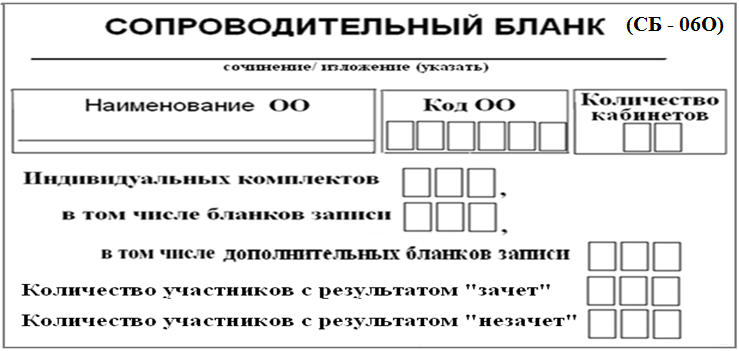 СОПРОВОДИТЕЛЬНЫЙ БЛАНК (СБ - 06О)
сочинение/ изложение (указать)
Наименование ОО
Код ОО
Количество
кабинетов
Индивидуальных комплектов ,
в том числе бланков записи ,
в том числе дополнительных бланков записи
Количество участников с результатом "зачет"
Количество участников с результатом "незачет"